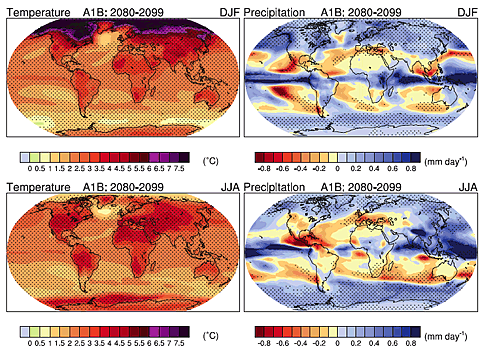 Temperature A1B: 2080-2099 DJF
Precipitation A1B: 2080-2099 DJF
0 0.5 1 1.5 2 2.5 3 3.5 4 4.5 5 5.5 6 7 7.5 (°C)
-0.8 -0.6 -0.4 -0.2 0 0.2 0.4 0.6 0.8 (mm day⁻¹)
Temperature A1B: 2080-2099 JJA
Precipitation A1B: 2080-2099 JJA
0 0.5 1 1.5 2 2.5 3 3.5 4 4.5 5 5.5 6 7 7.5 (°C)
-0.8 -0.6 -0.4 -0.2 0 0.2 0.4 0.6 0.8 (mm day⁻¹)